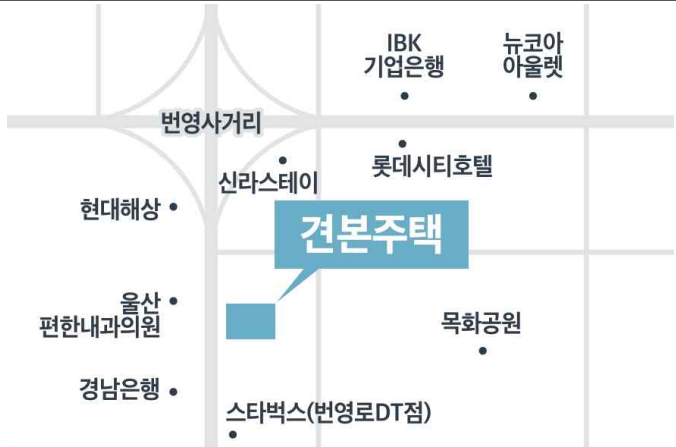 IBK
기업은행
뉴코아
아울렛
번영사거리
신라스테이
롯데시티호텔
현대해상
견본주택
울산
편한내과의원
목화공원
경남은행
스타벅스(번영로DT점)